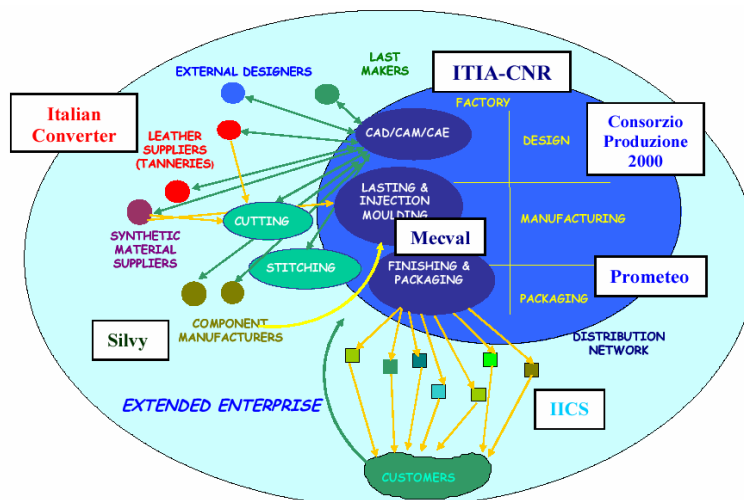 LAST
MAKERS
EXTERNAL DESIGNERS
ITIA-CNR
FACTORY
Italian
Converter
LEATHER
SUPPLIERS
(TANNERIES)
CAD/CAM/CAE
DESIGN
Consorzio
Produzione
2000
LASTING &
INJECTION
MOULDING
CUTTING
MANUFACTURING
SYNTHETIC
MATERIAL
SUPPLIERS
Mecval
STITCHING
FINISHING &
PACKAGING
Prometeo
PACKAGING
COMPONENT
MANUFACTURERS
Silvy
DISTRIBUTION
NETWORK
EXTENDED ENTERPRISE
IICS
CUSTOMERS